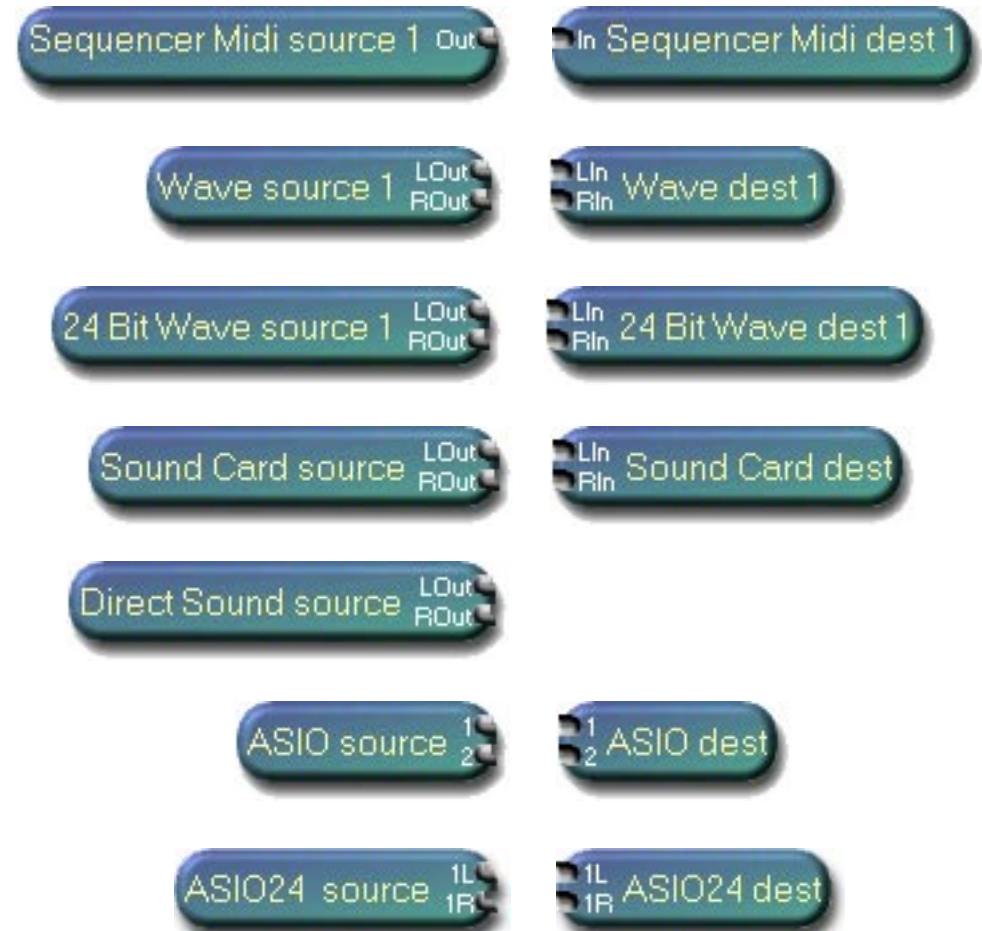 Sequencer Midi source 1 Out
In Sequencer Midi dest 1
Wave source 1 LOut
ROut
LIn
RIn Wave dest 1
24 Bit Wave source 1 LOut
ROut
LIn
RIn 24 Bit Wave dest 1
Sound Card source LOut
ROut
LIn
RIn Sound Card dest
Direct Sound source LOut
ROut
ASIO source 1
2
1
2 ASIO dest
ASIO24 source 1L
1R
1L
1R ASIO24 dest